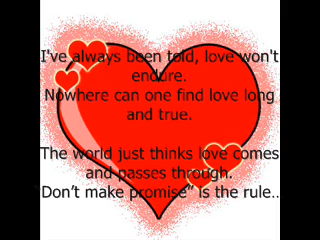 I've always been told, love won't
endure.
Nowhere can one find love long
and true.
The world just thinks love comes
and passes through.
"Don't make promise” is the rule..